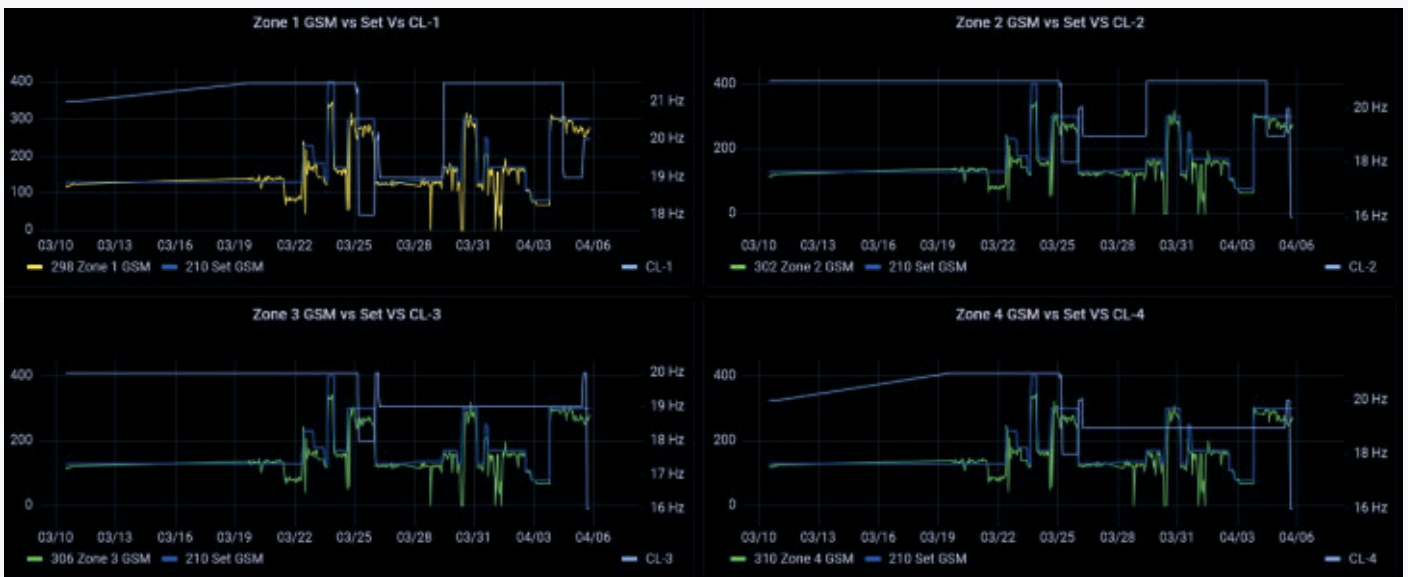 Zone 1 GSM vs Set Vs CL-1
400
300
200
100
0
21 Hz
20 Hz
19 Hz
18 Hz
03/10 03/13 03/16 03/19 03/22 03/25 03/28 03/31 04/03 04/06
298 Zone 1 GSM 210 Set GSM CL-1
Zone 2 GSM vs Set VS CL-2
400
200
0
20 Hz
18 Hz
16 Hz
03/10 03/13 03/16 03/19 03/22 03/25 03/28 03/31 04/03 04/06
302 Zone 2 GSM 210 Set GSM CL-2
Zone 3 GSM vs Set VS CL-3
400
200
0
20 Hz
19 Hz
18 Hz
17 Hz
16 Hz
03/10 03/13 03/16 03/19 03/22 03/25 03/28 03/31 04/03 04/06
306 Zone 3 GSM 210 Set GSM CL-3
Zone 4 GSM vs Set VS CL-4
400
200
0
20 Hz
18 Hz
16 Hz
03/10 03/13 03/16 03/19 03/22 03/25 03/28 03/31 04/03 04/06
310 Zone 4 GSM 210 Set GSM CL-4